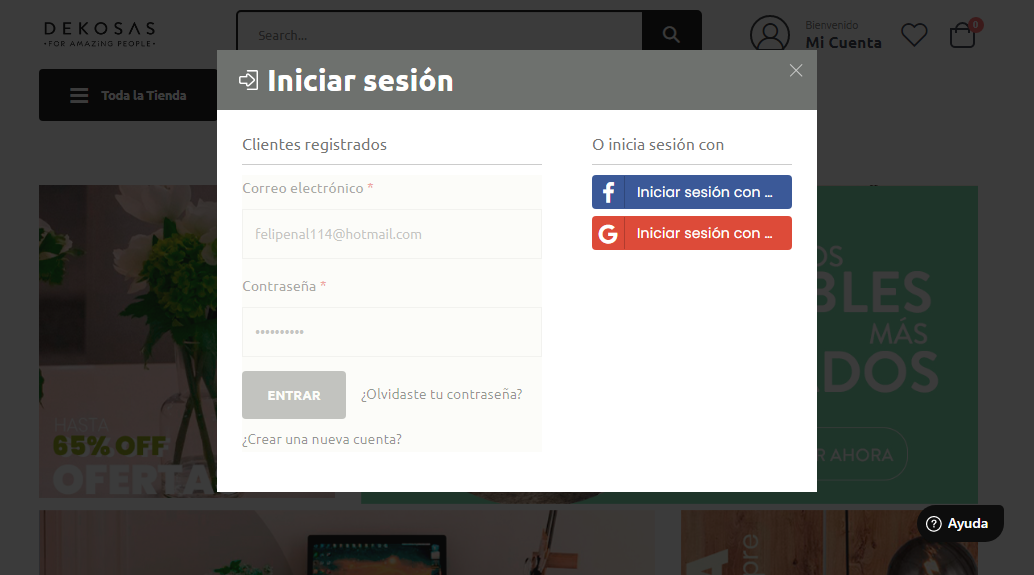 DEKOSAS
•FOR AMAZING PEOPLE•
Search...
Bienvenido
Mi Cuenta
0
Toda la Tienda
Iniciar sesión
Clientes registrados
Correo electrónico *
felipenal114@hotmail.com
Contraseña *
••••••••••
ENTRAR
¿Olvidaste tu contraseña?
¿Crear una nueva cuenta?
O inicia sesión con
Iniciar sesión con ...
G
Iniciar sesión con ...
HASTA
65% OFF
OFERTA
OS
BLES
MÁS
DOS
R AHORA
Ayuda